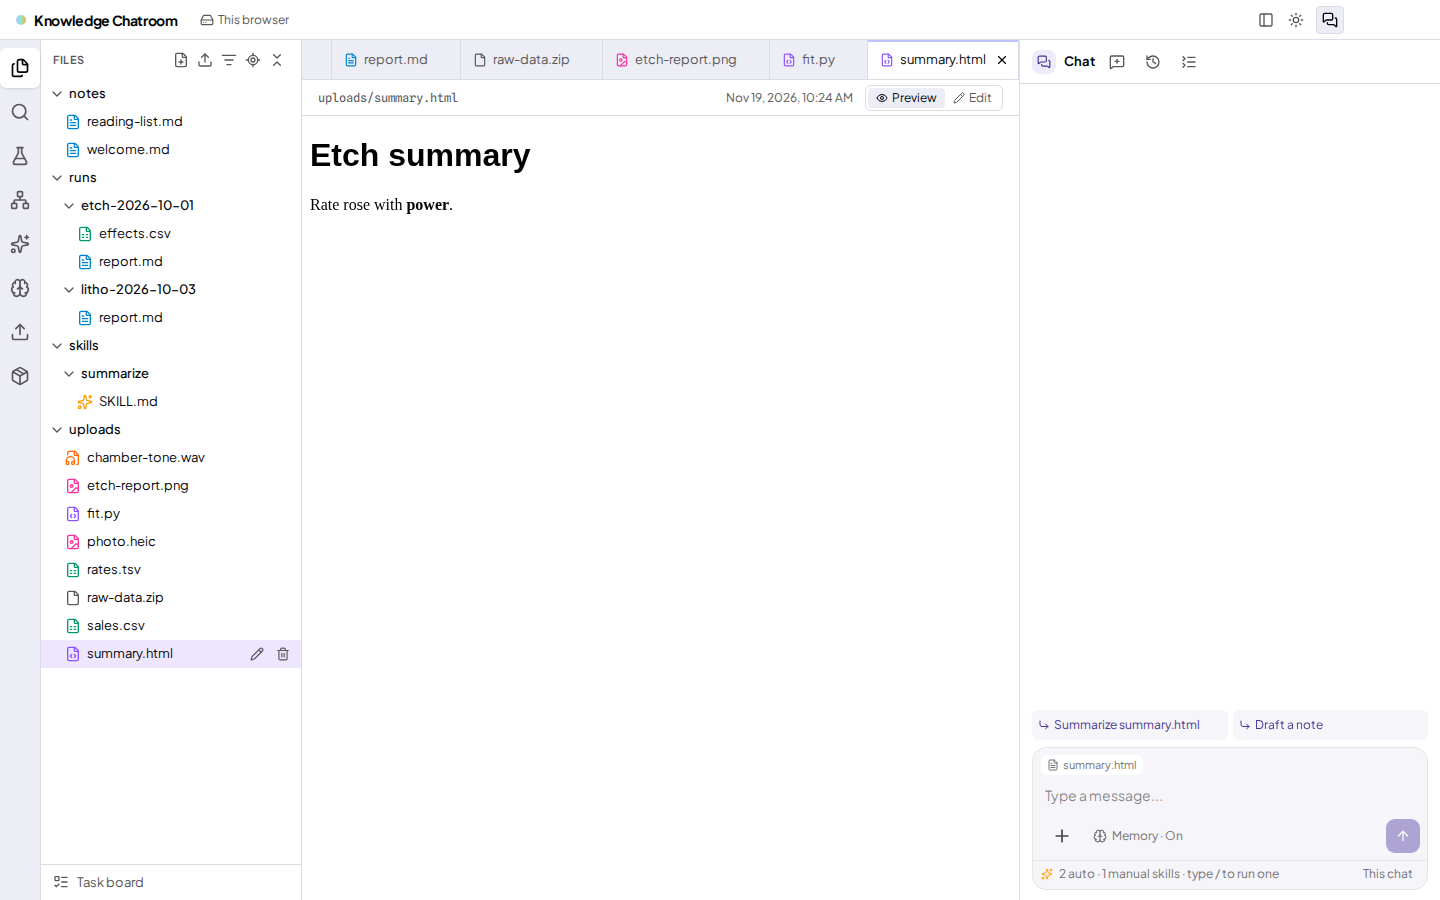 Knowledge Chatroom
This browser
FILES
notes
reading-list.md
welcome.md
runs
etch-2026-10-01
effects.csv
report.md
litho-2026-10-03
report.md
skills
summarize
SKILL.md
uploads
chamber-tone.wav
etch-report.png
fit.py
photo.heic
rates.tsv
raw-data.zip
sales.csv
summary.html
Task board
report.md
raw-data.zip
etch-report.png
fit.py
summary.html
uploads/summary.html
Nov 19, 2026, 10:24 AM
Preview
Edit
Etch summary
Rate rose with power.
Chat
Summarize summary.html
Draft a note
summary.html
Type a message...
Memory · On
2 auto · 1 manual skills · type / to run one
This chat